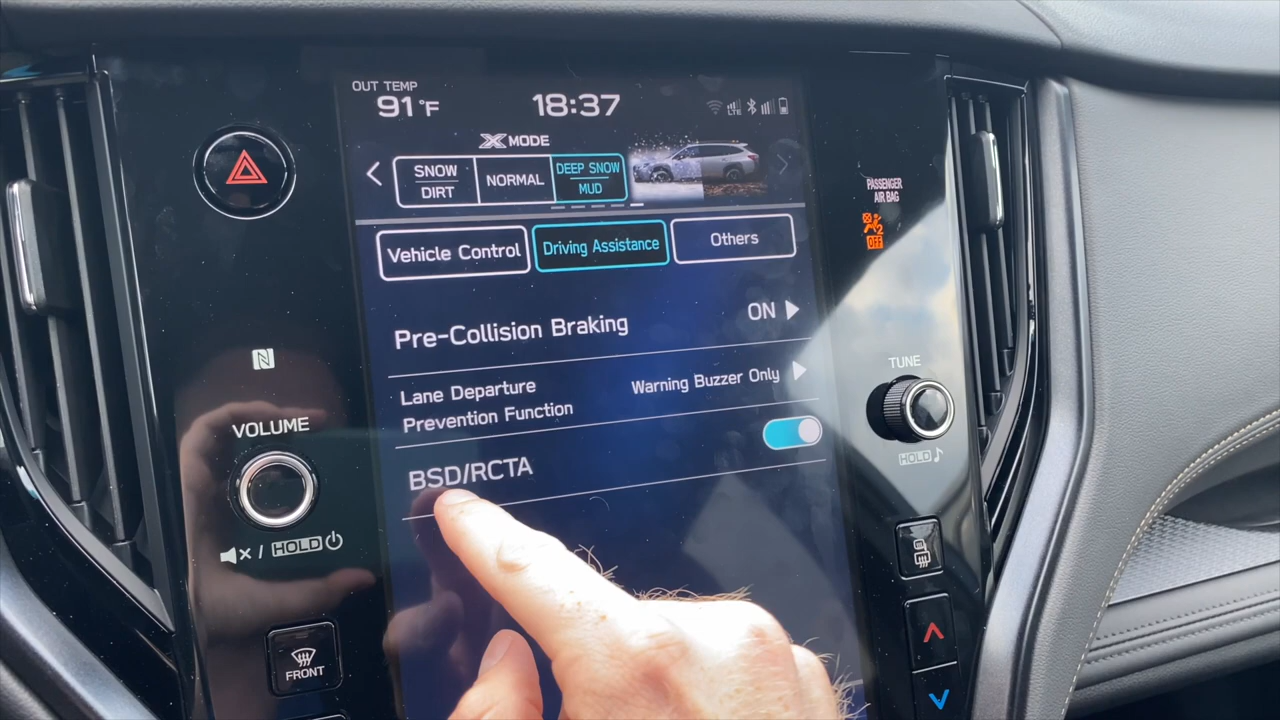 OUT TEMP
91°F
18:37
LTE
X MODE
SNOW
DIRT
NORMAL
DEEP SNOW
MUD
Vehicle Control
Driving Assistance
Others
Pre-Collision Braking
ON
Lane Departure
Prevention Function
Warning Buzzer Only
BSD/RCTA
PASSENGER
AIR BAG
2
OFF
VOLUME
/ HOLD
TUNE
HOLD
FRONT